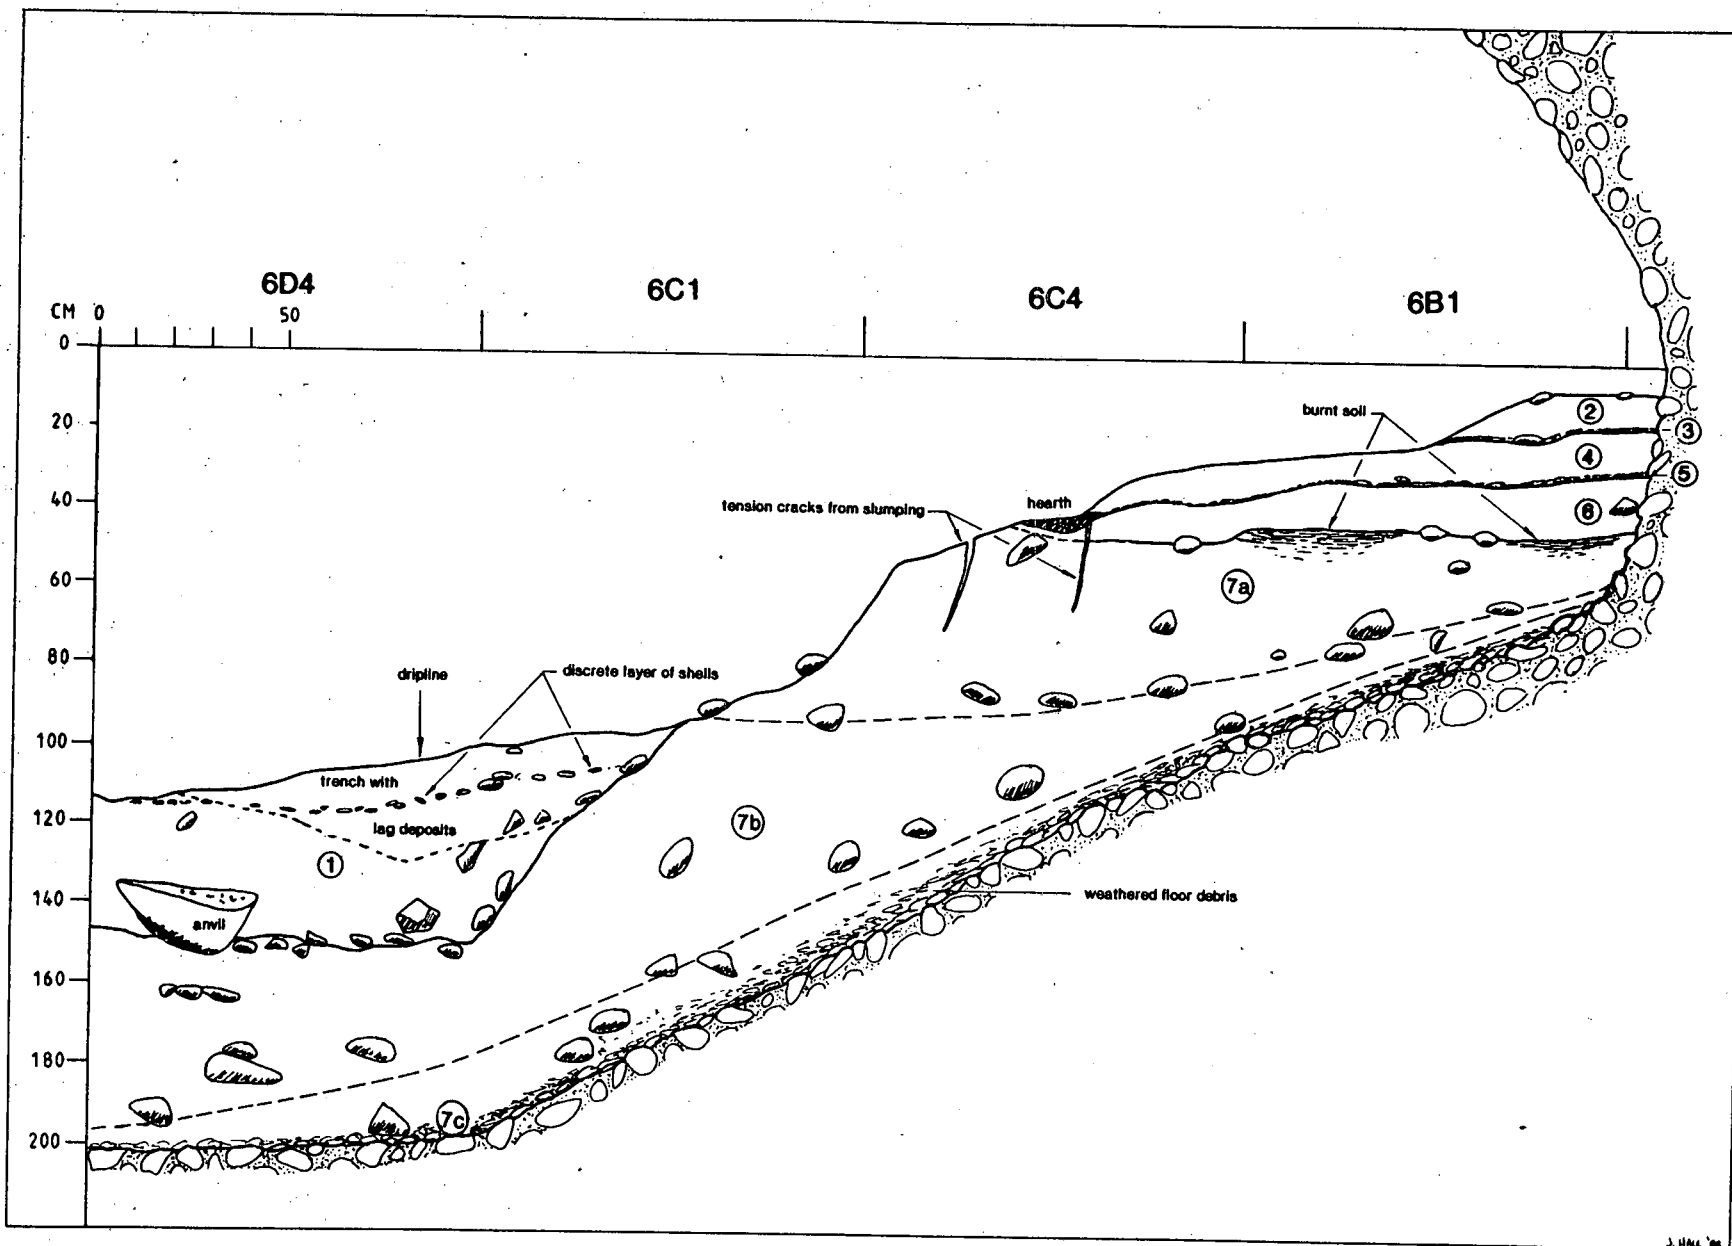 6D4 6C1 6C4 6B1
CM 0 50
0
20
40
60
80
100
120
140
160
180
200
burnt soil
2
3
4
5
6
hearth
tension cracks from slumping
7a
dripline
discrete layer of shells
trench with
lag deposits
1
7b
anvil
weathered floor debris
7c
J. HALL